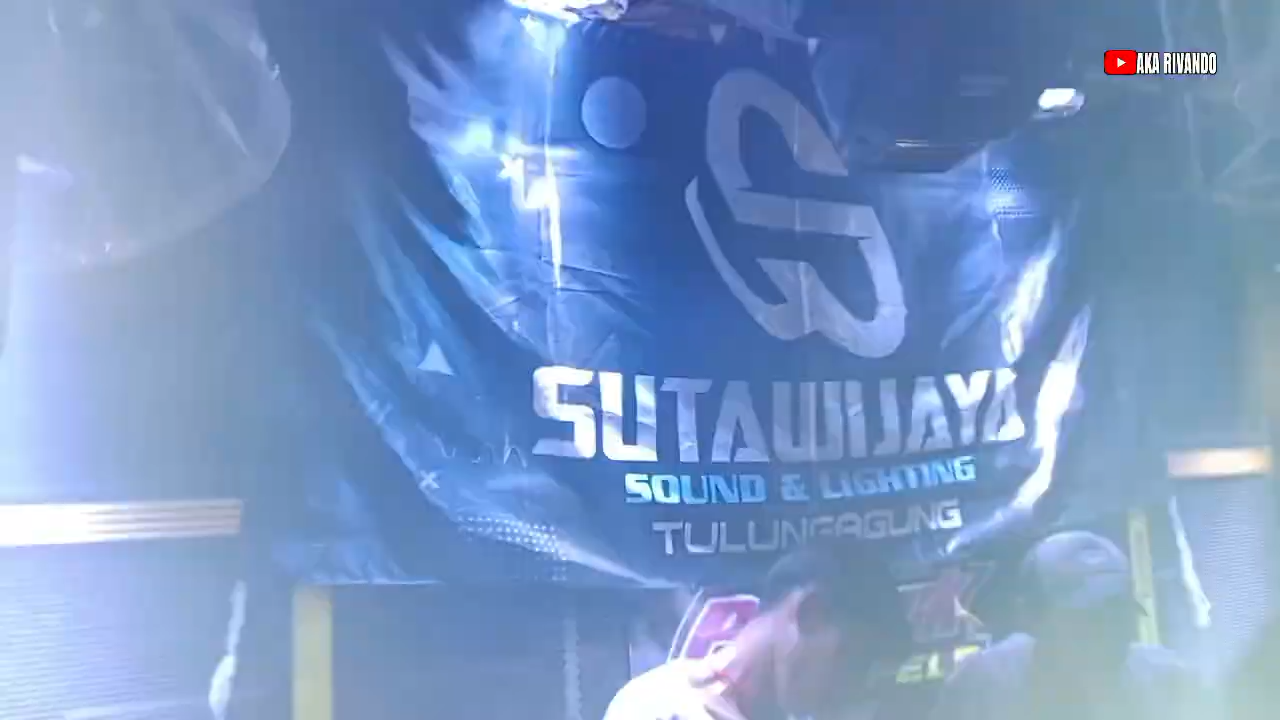 AKA RIVANDO
SUTAWIJAYA
SOUND & LIGHTING
TULUNGAGUNG